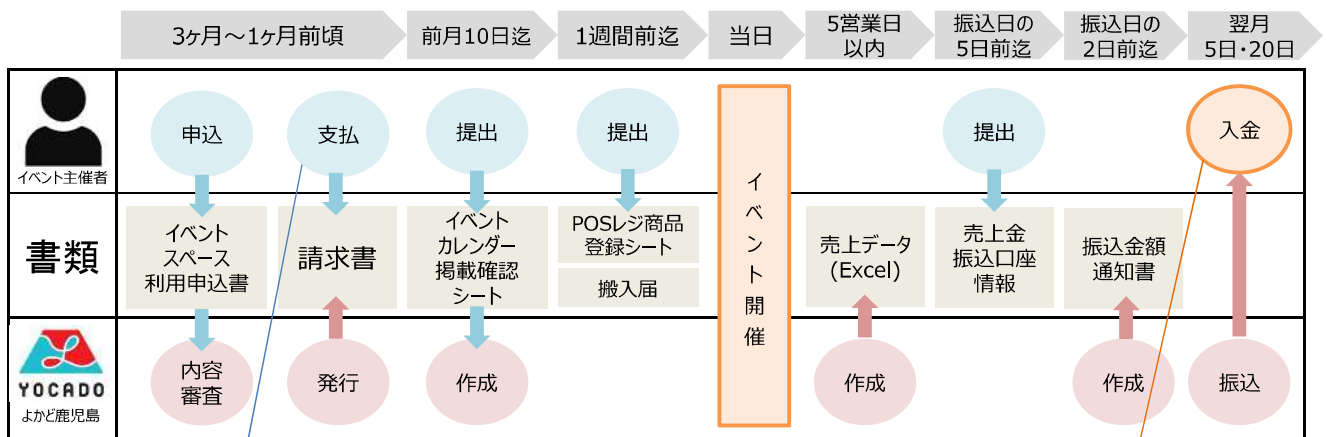 3ヶ月～1ヶ月前頃
前月10日迄
1週間前迄
当日
5営業日
以内
振込日の
5日前迄
振込日の
2日前迄
翌月
5日・20日
イベント主催者
申込
支払
提出
提出
提出
入金
書類
イベント
スペース
利用申込書
請求書
イベント
カレンダー
掲載確認
シート
POSレジ商品
登録シート
搬入届
イベント開催
売上データ
(Excel)
売上金
振込口座
情報
振込金額
通知書
YOCADO
よかど鹿児島
内容
審査
発行
作成
作成
作成
振込